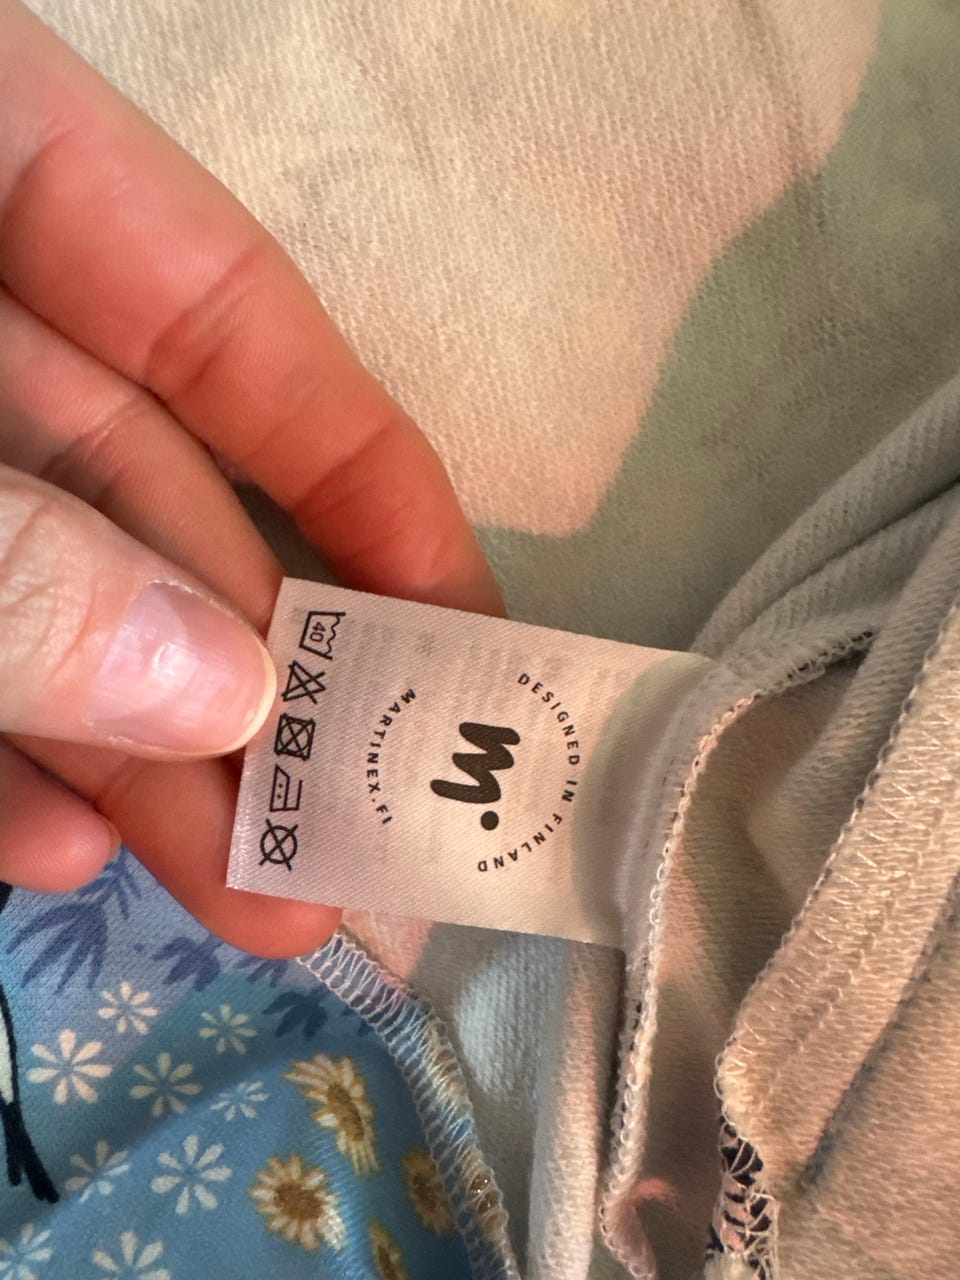 DESIGNED IN FINLAND
m.
MARTINEX.FI
40